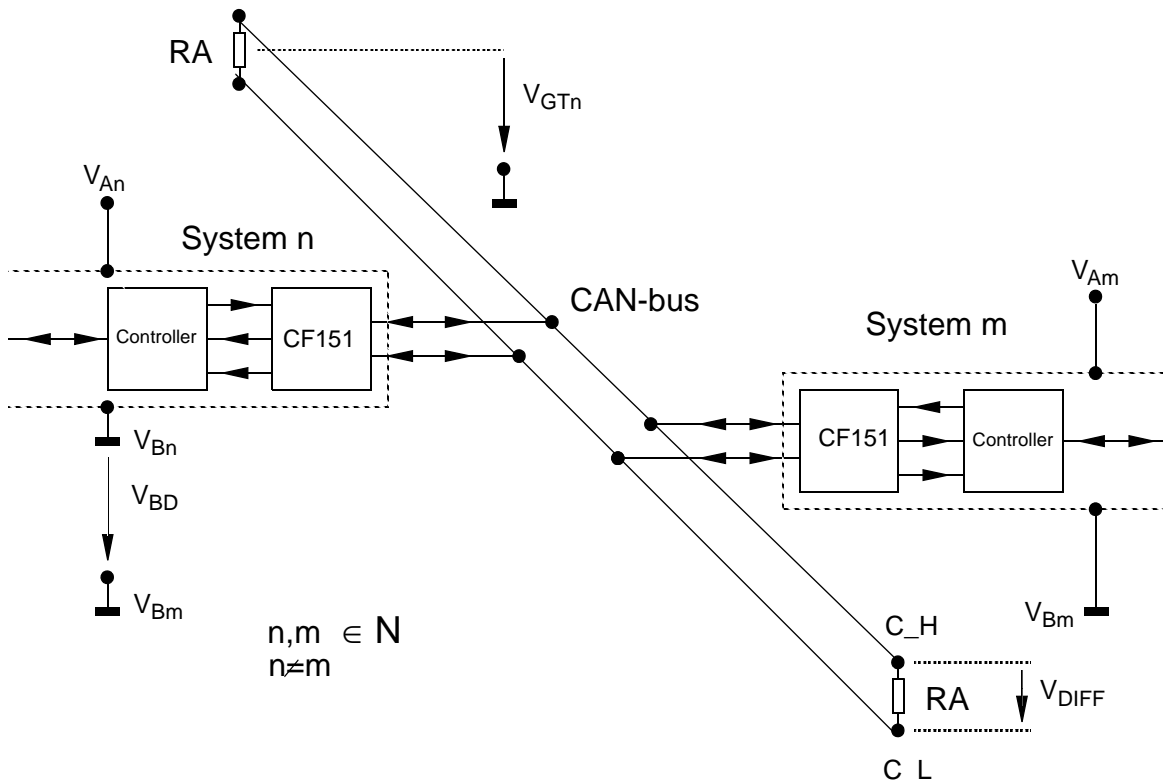 RA
V_GTn
V_An
System n
CAN-bus
V_Am
System m
Controller
CF151
CF151
Controller
V_Bn
V_BD
V_Bm
V_Bm
n,m ∈ N
n≠m
C_H
RA
V_DIFF
C_L